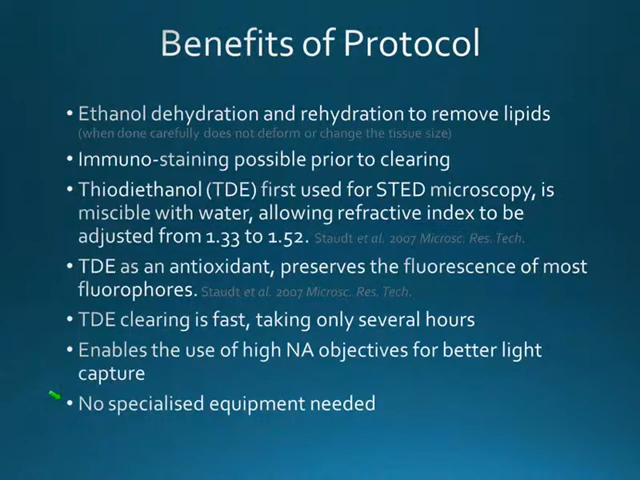 Benefits of Protocol
• Ethanol dehydration and rehydration to remove lipids
(when done carefully does not deform or change the tissue size)
• Immuno-staining possible prior to clearing
• Thiodiethanol (TDE) first used for STED microscopy, is
miscible with water, allowing refractive index to be
adjusted from 1.33 to 1.52. Staudt et al. 2007 Microsc. Res. Tech.
• TDE as an antioxidant, preserves the fluorescence of most
fluorophores. Staudt et al. 2007 Microsc. Res. Tech.
• TDE clearing is fast, taking only several hours
• Enables the use of high NA objectives for better light
capture
• No specialised equipment needed